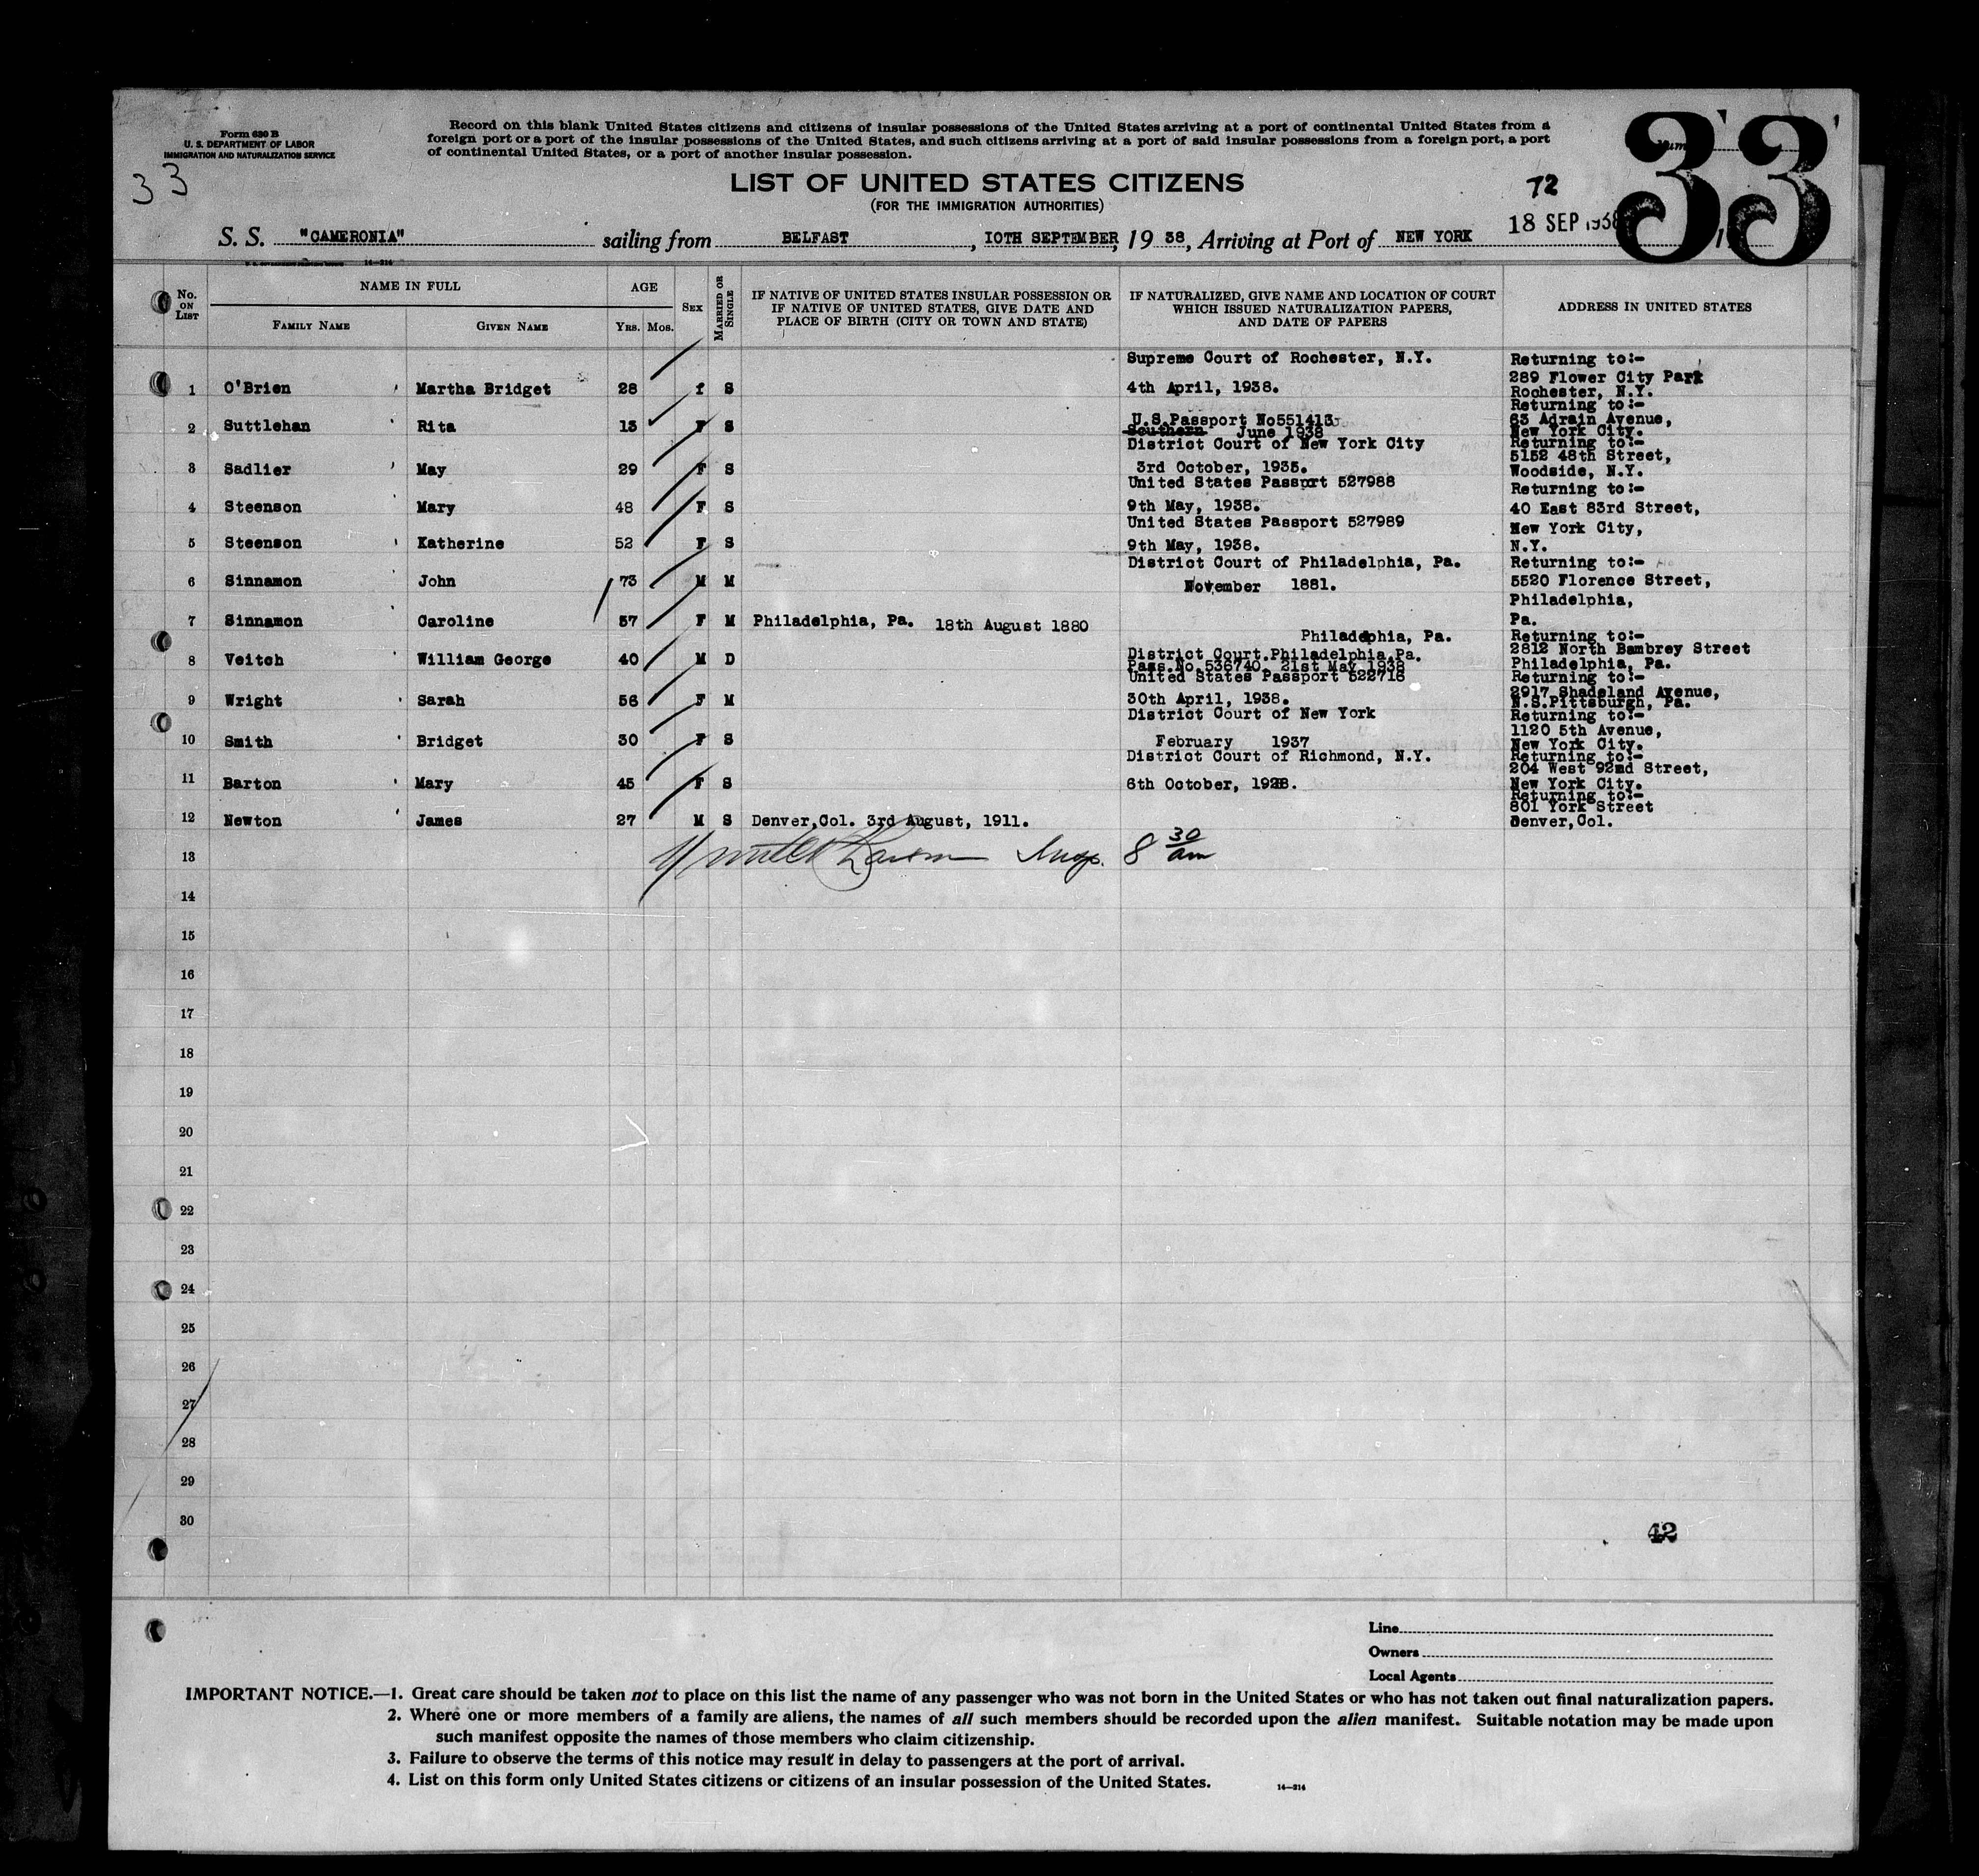 Form 630 B
U. S. DEPARTMENT OF LABOR
IMMIGRATION AND NATURALIZATION SERVICE
33
Record on this blank United States citizens and citizens of insular possessions of the United States arriving at a port of continental United States from a
foreign port or a port of the insular possessions of the United States, and such citizens arriving at a port of said insular possessions from a foreign port, a port
of continental United States, or a port of another insular possession.
33
LIST OF UNITED STATES CITIZENS
(FOR THE IMMIGRATION AUTHORITIES)
72
S. S. "CAMERONIA" sailing from BELFAST, 10TH SEPTEMBER, 19 38, Arriving at Port of NEW YORK 18 SEP 1938
No. ON LIST
NAME IN FULL
FAMILY NAME
GIVEN NAME
AGE
YRS. MOS.
SEX
MARRIED OR SINGLE
IF NATIVE OF UNITED STATES INSULAR POSSESSION OR
IF NATIVE OF UNITED STATES, GIVE DATE AND
PLACE OF BIRTH (CITY OR TOWN AND STATE)
IF NATURALIZED, GIVE NAME AND LOCATION OF COURT
WHICH ISSUED NATURALIZATION PAPERS,
AND DATE OF PAPERS
ADDRESS IN UNITED STATES
Supreme Court of Rochester, N.Y. Returning to:-
289 Flower City Park
1 O'Brien Martha Bridget 28 f S 4th April, 1938. Rochester, N.Y.
Returning to:-
U.S.Passport No551413 63 Adrain Avenue,
2 Suttlehan Rita 13 F S Southern June 1938 New York City.
District Court of New York City Returning to:-
5152 48th Street,
3 Sadlier May 29 F S 3rd October, 1935. Woodside, N.Y.
United States Passprt 527988 Returning to:-
4 Steenson Mary 48 F S 9th May, 1938. 40 East 83rd Street,
United States Passport 527989 New York City,
5 Steenson Katherine 52 F S 9th May, 1938. N.Y.
District Court of Philadelphia, Pa. Returning to:-
6 Sinnamon John 73 M M November 1881. 5520 Florence Street,
Philadelphia,
7 Sinnamon Caroline 57 F M Philadelphia, Pa. 18th August 1880 Pa.
Philadephia, Pa. Returning to:-
District Court.Philadelphia,Pa. 2812 North Bambrey Street
8 Veitch William George 40 M D Pass.No.536740. 21st May 1938 Philadelphia, Pa.
United States Passport 522716 Returning to:-
2917 Shadeland Avenue,
9 Wright Sarah 56 F M 30th April, 1938. N.S.Pittsburgh, Pa.
District Court of New York Returning to:-
1120 5th Avenue,
10 Smith Bridget 30 F S February 1937 New York City.
District Court of Richmond, N.Y. Returning to:-
204 West 92nd Street,
11 Barton Mary 45 F S 6th October, 1928. New York City.
Returning to:-
801 York Street
12 Newton James 27 M S Denver,Col. 3rd August, 1911. Denver,Col.
13 Insp. 8 30 am
14
15
16
17
18
19
20
21
22
23
24
25
26
27
28
29
30
42
Line
Owners
Local Agents
IMPORTANT NOTICE.—1. Great care should be taken not to place on this list the name of any passenger who was not born in the United States or who has not taken out final naturalization papers.
2. Where one or more members of a family are aliens, the names of all such members should be recorded upon the alien manifest. Suitable notation may be made upon
such manifest opposite the names of those members who claim citizenship.
3. Failure to observe the terms of this notice may result in delay to passengers at the port of arrival.
4. List on this form only United States citizens or citizens of an insular possession of the United States.
14—214